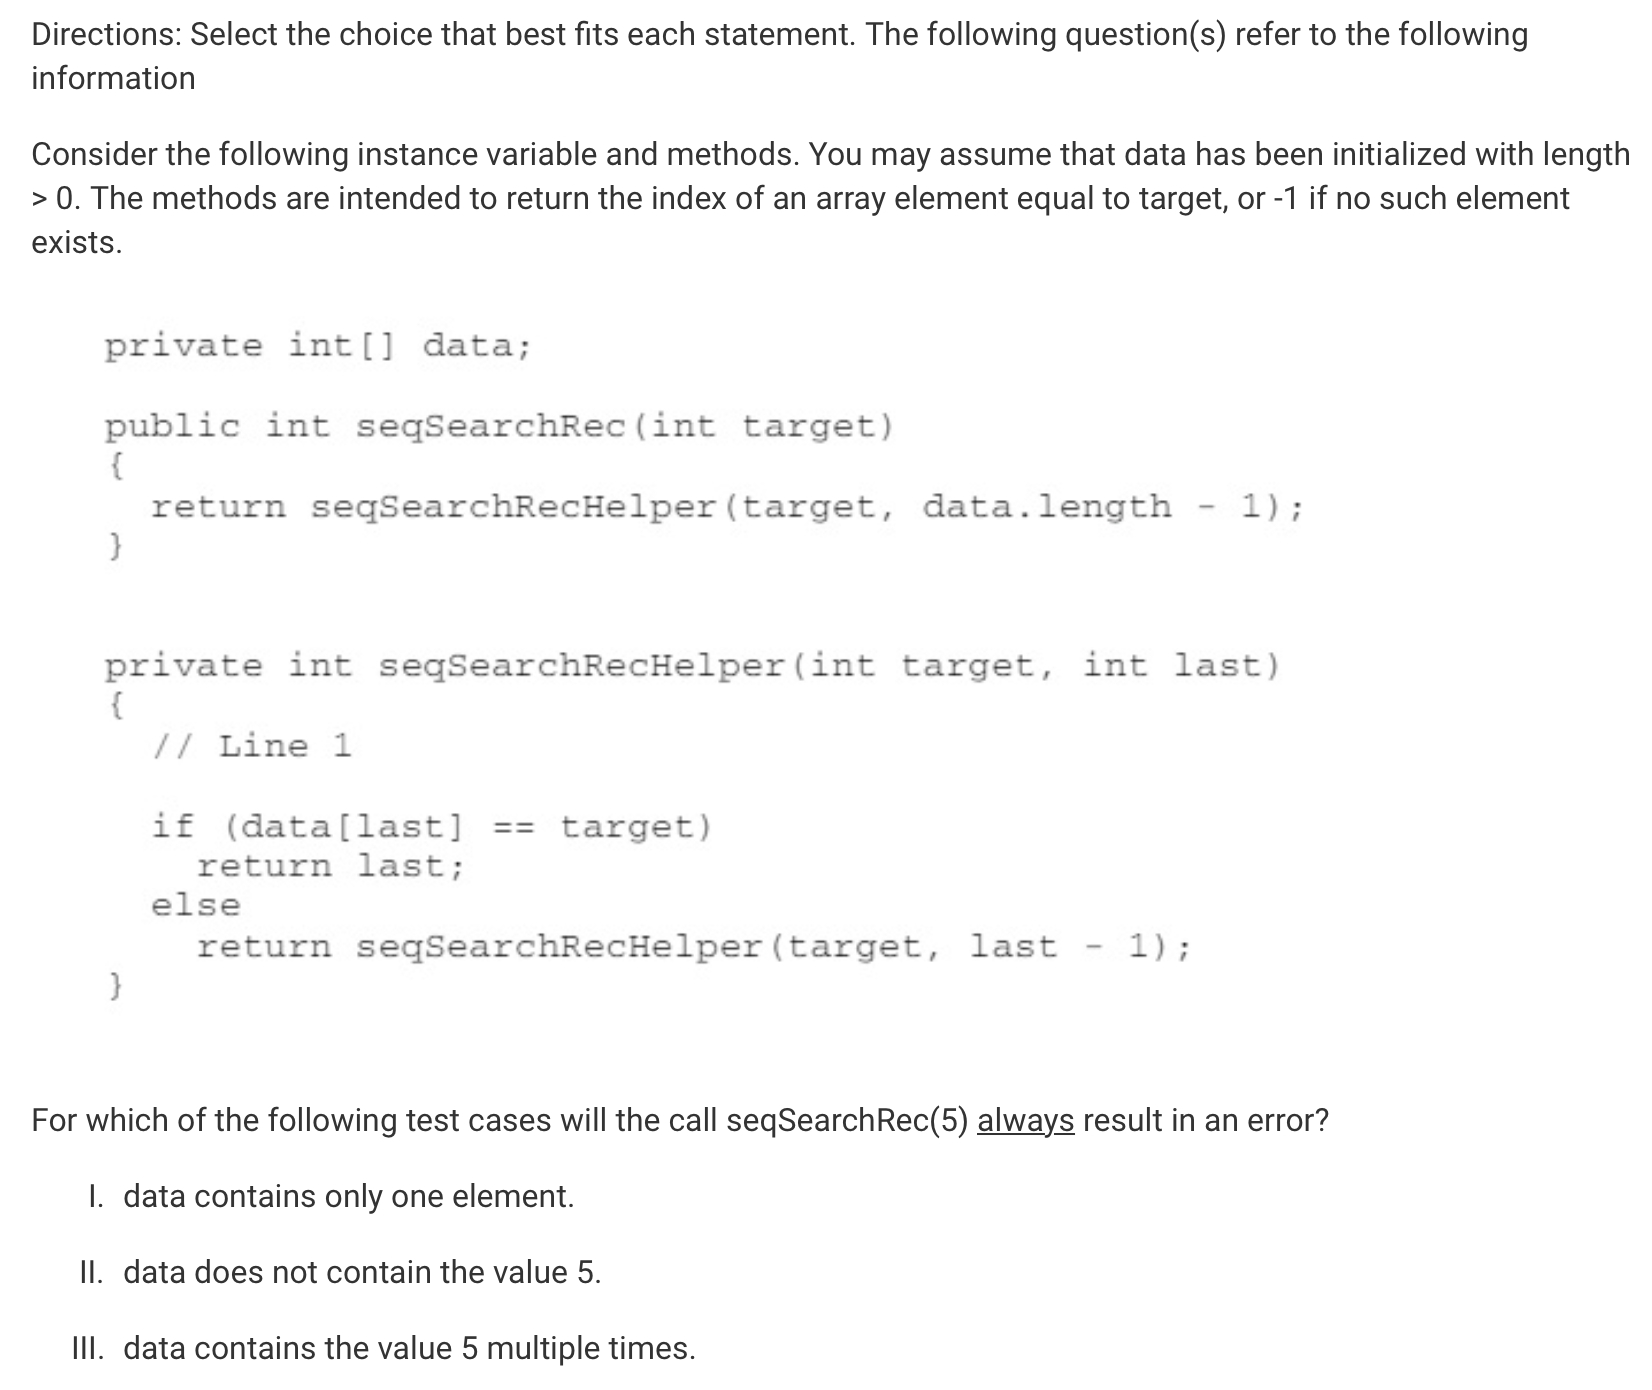 Directions: Select the choice that best fits each statement. The following question(s) refer to the following
information
Consider the following instance variable and methods. You may assume that data has been initialized with length
> 0. The methods are intended to return the index of an array element equal to target, or -1 if no such element
exists.
private int[] data;
public int seqSearchRec(int target)
{
return seqSearchRecHelper(target, data.length - 1);
}
private int seqSearchRecHelper(int target, int last)
{
// Line 1
if (data[last] == target)
return last;
else
return seqSearchRecHelper(target, last - 1);
}
For which of the following test cases will the call seqSearchRec(5) always result in an error?
I. data contains only one element.
II. data does not contain the value 5.
III. data contains the value 5 multiple times.